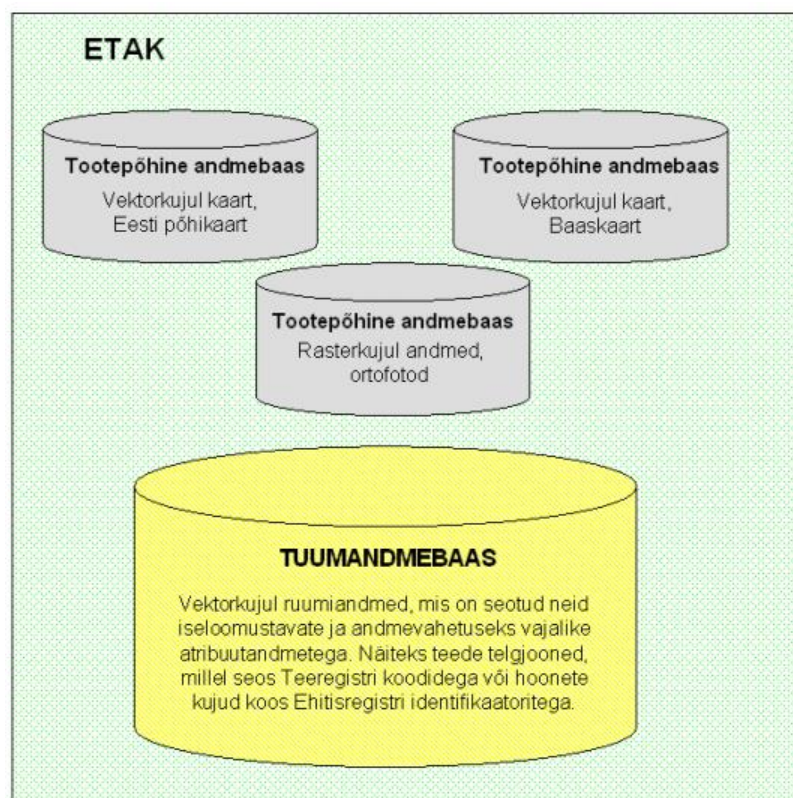 ETAK
Tootepõhine andmebaas
Vektorkujul kaart,
Eesti põhikaart
Tootepõhine andmebaas
Vektorkujul kaart,
Baaskaart
Tootepõhine andmebaas
Rasterkujul andmed,
ortofotod
TUUMANDMEBAAS
Vektorkujul ruumiandmed, mis on seotud neid
iseloomustavate ja andmevahetuseks vajalike
atribuutandmetega. Näiteks teede telgjooned,
millel seos Teeregistri koodidega või hoonete
kujud koos Ehitisregistri identifikaatoritega.